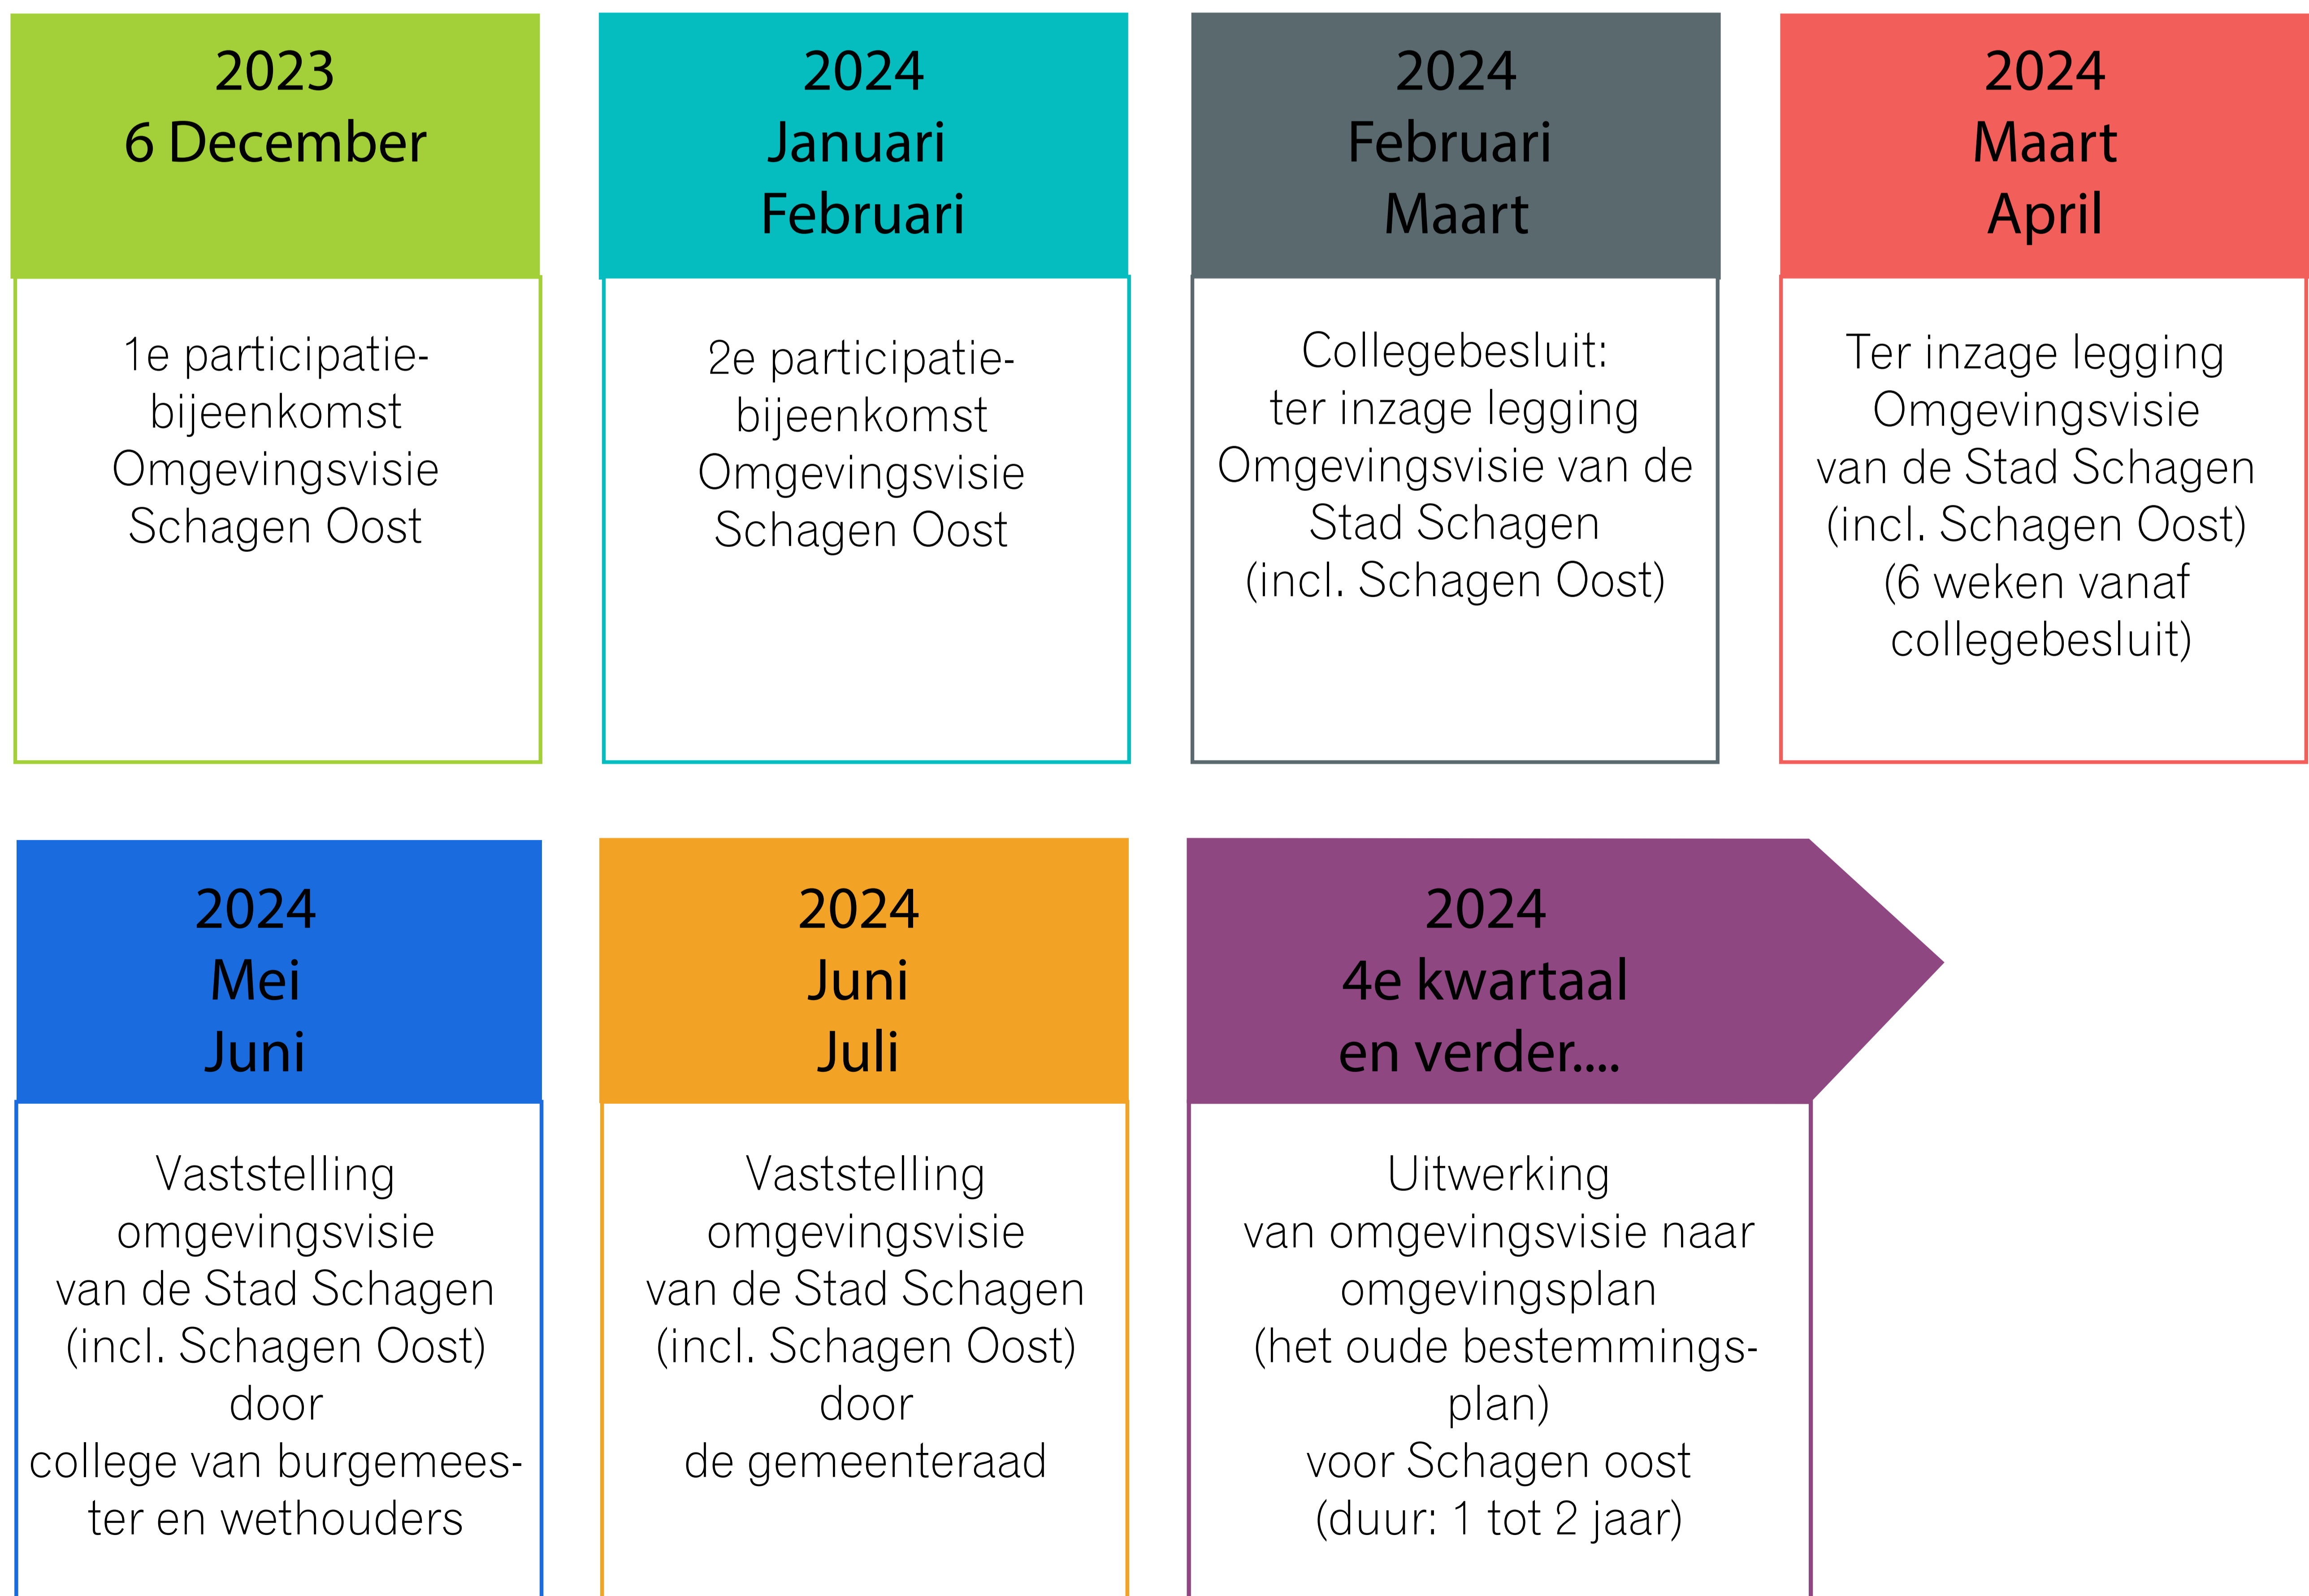 2023
6 December
1e participatie-
bijeenkomst
Omgevingsvisie
Schagen Oost
2024
Januari
Februari
2e participatie-
bijeenkomst
Omgevingsvisie
Schagen Oost
2024
Februari
Maart
Collegebesluit:
ter inzage legging
Omgevingsvisie van de
Stad Schagen
(incl. Schagen Oost)
2024
Maart
April
Ter inzage legging
Omgevingsvisie
van de Stad Schagen
(incl. Schagen Oost)
(6 weken vanaf
collegebesluit)
2024
Mei
Juni
Vaststelling
omgevingsvisie
van de Stad Schagen
(incl. Schagen Oost)
door
college van burgemees-
ter en wethouders
2024
Juni
Juli
Vaststelling
omgevingsvisie
van de Stad Schagen
(incl. Schagen Oost)
door
de gemeenteraad
2024
4e kwartaal
en verder....
Uitwerking
van omgevingsvisie naar
omgevingsplan
(het oude bestemmings-
plan)
voor Schagen oost
(duur: 1 tot 2 jaar)